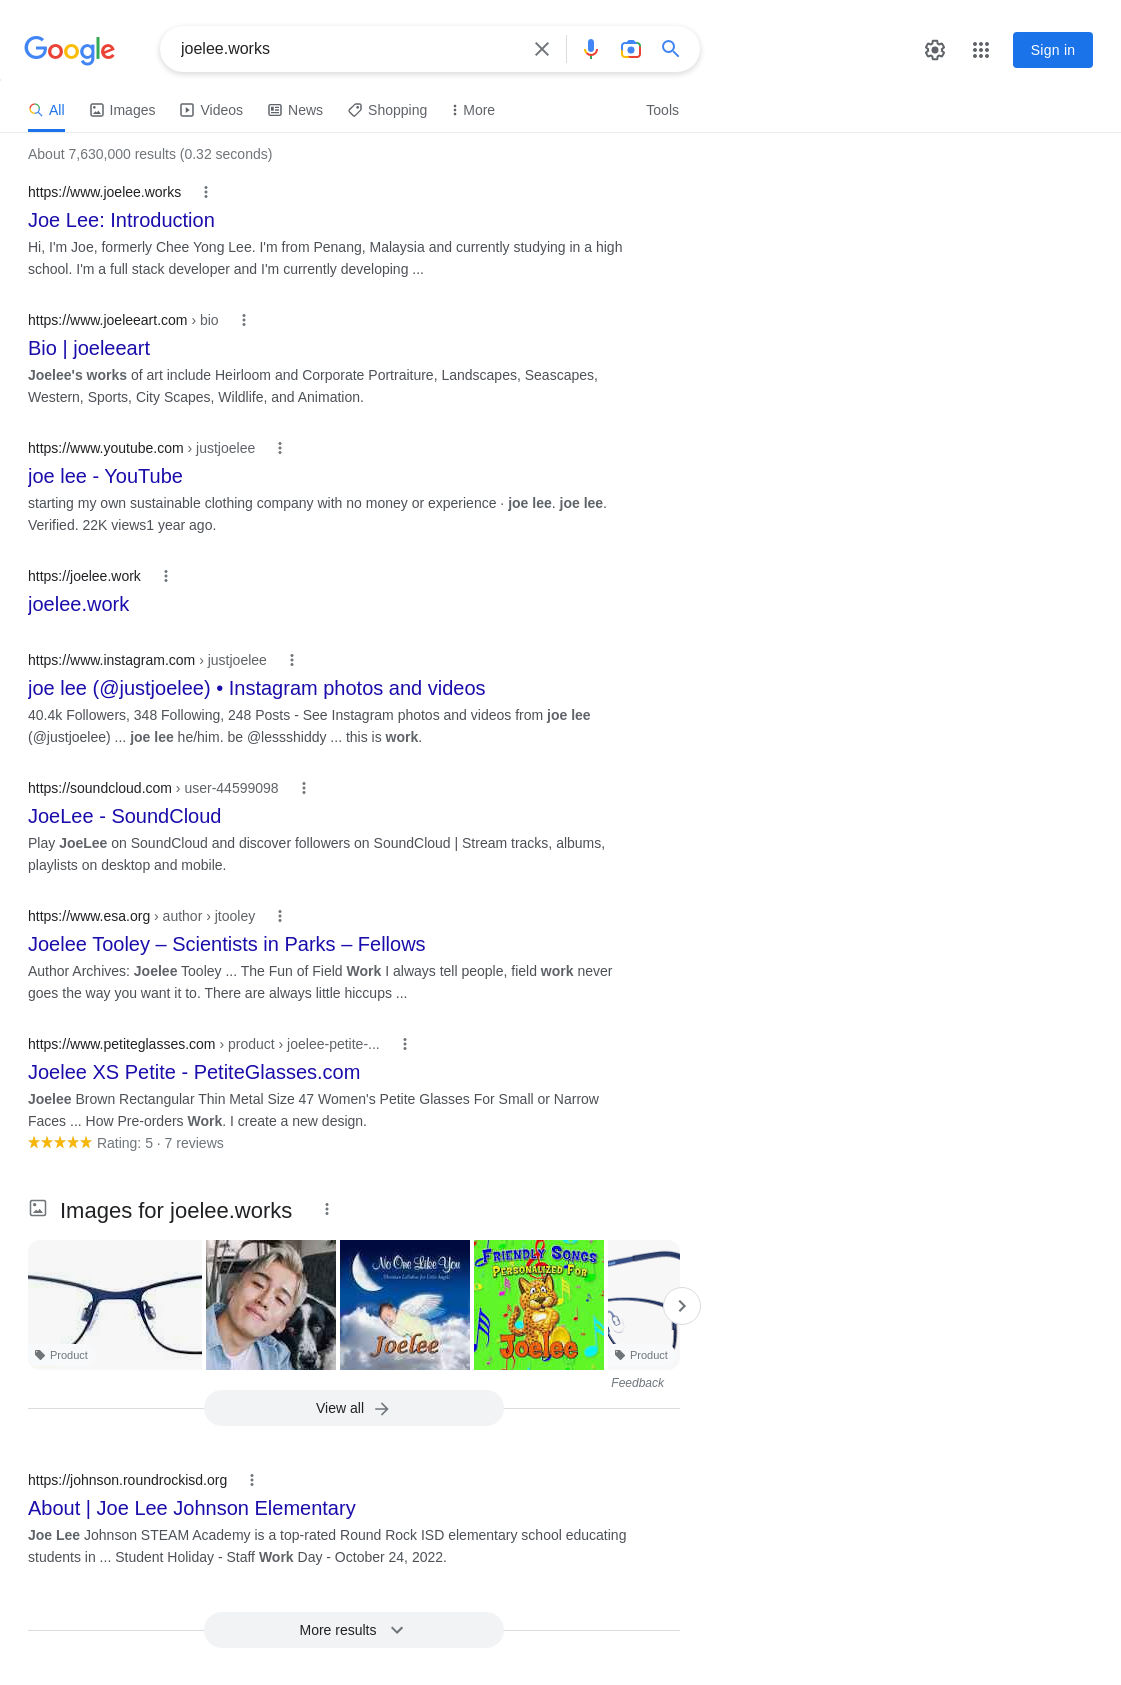 Google
joelee.works
Sign in
All
Images
Videos
News
Shopping
More
Tools
About 7,630,000 results (0.32 seconds)
https://www.joelee.works
Joe Lee: Introduction
Hi, I'm Joe, formerly Chee Yong Lee. I'm from Penang, Malaysia and currently studying in a high
school. I'm a full stack developer and I'm currently developing ...
https://www.joeleeart.com › bio
Bio | joeleeart
Joelee's works of art include Heirloom and Corporate Portraiture, Landscapes, Seascapes,
Western, Sports, City Scapes, Wildlife, and Animation.
https://www.youtube.com › justjoelee
joe lee - YouTube
starting my own sustainable clothing company with no money or experience · joe lee. joe lee.
Verified. 22K views1 year ago.
https://joelee.work
joelee.work
https://www.instagram.com › justjoelee
joe lee (@justjoelee) • Instagram photos and videos
40.4k Followers, 348 Following, 248 Posts - See Instagram photos and videos from joe lee
(@justjoelee) ... joe lee he/him. be @lessshiddy ... this is work.
https://soundcloud.com › user-44599098
JoeLee - SoundCloud
Play JoeLee on SoundCloud and discover followers on SoundCloud | Stream tracks, albums,
playlists on desktop and mobile.
https://www.esa.org › author › jtooley
Joelee Tooley – Scientists in Parks – Fellows
Author Archives: Joelee Tooley ... The Fun of Field Work I always tell people, field work never
goes the way you want it to. There are always little hiccups ...
https://www.petiteglasses.com › product › joelee-petite-...
Joelee XS Petite - PetiteGlasses.com
Joelee Brown Rectangular Thin Metal Size 47 Women's Petite Glasses For Small or Narrow
Faces ... How Pre-orders Work. I create a new design.
Rating: 5 · 7 reviews
Images for joelee.works
Product
No One Like You
Christian Lullabies for Little Angels
Joelee
FRIENDLY SONGS
PERSONALIZED FOR
Joelee
Product
Feedback
View all
https://johnson.roundrockisd.org
About | Joe Lee Johnson Elementary
Joe Lee Johnson STEAM Academy is a top-rated Round Rock ISD elementary school educating
students in ... Student Holiday - Staff Work Day - October 24, 2022.
More results